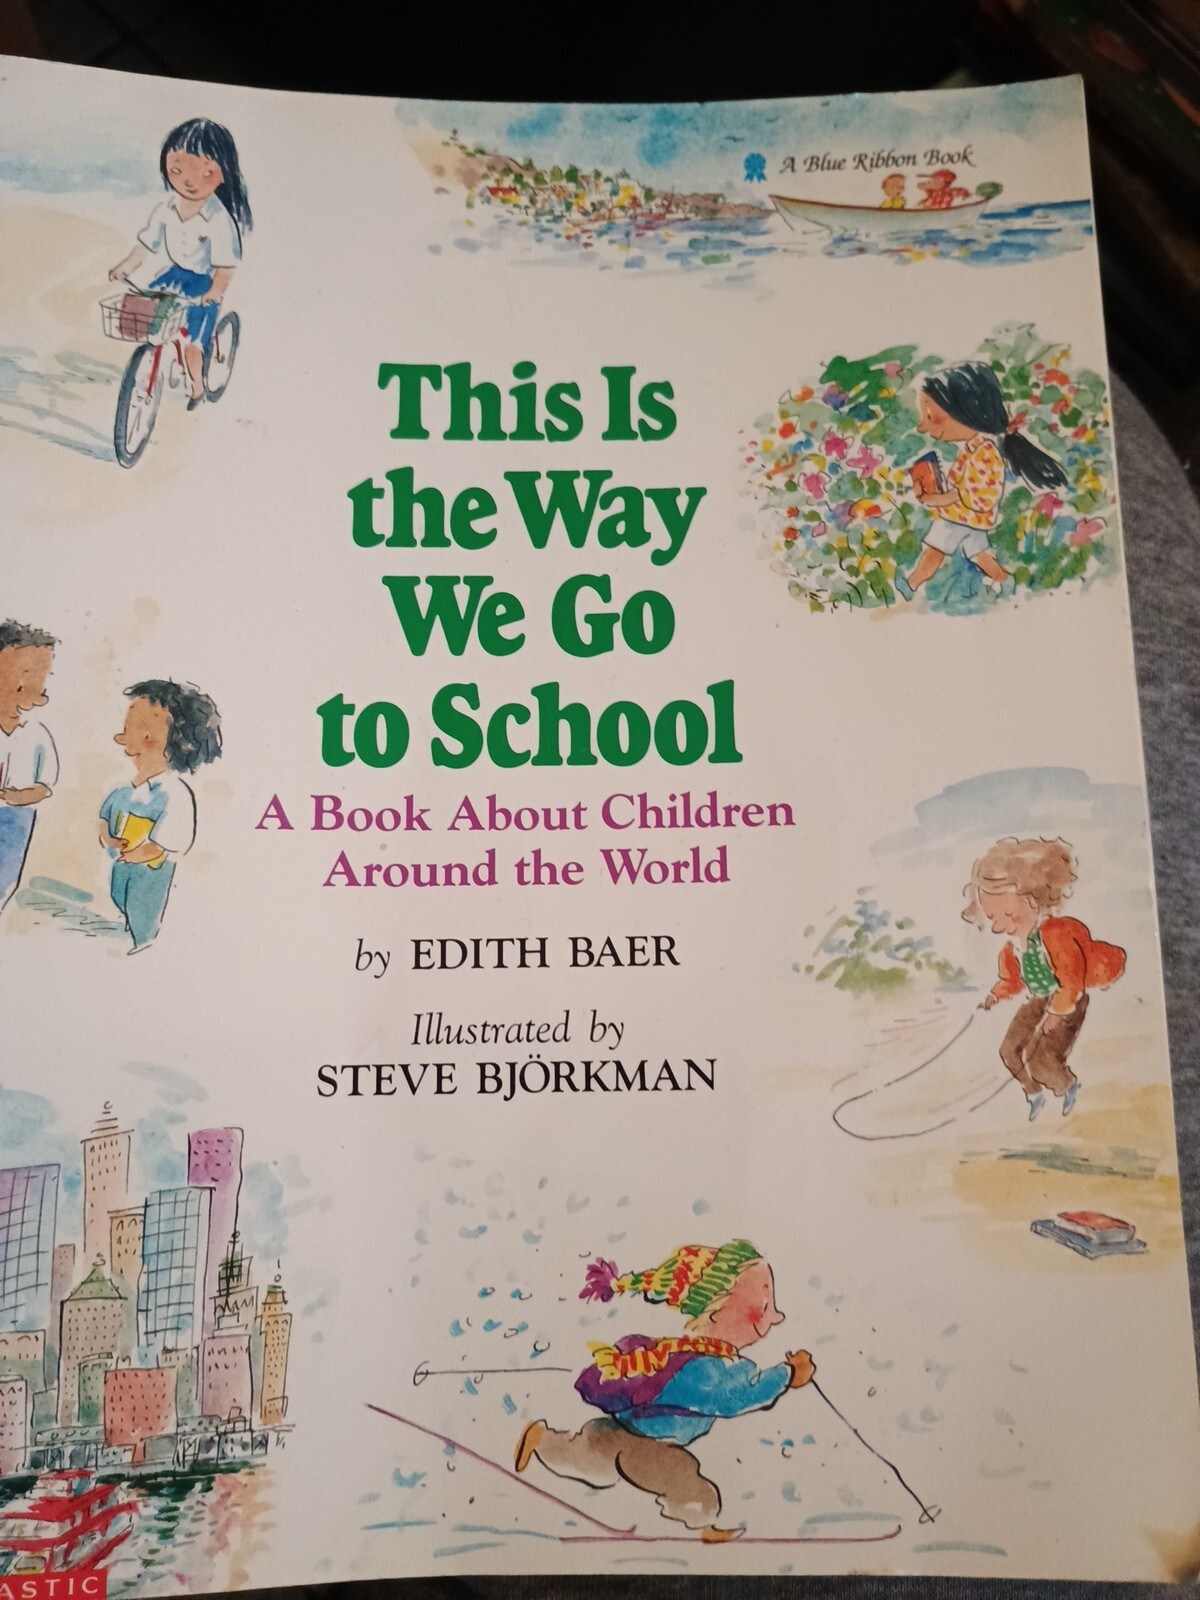 A Blue Ribbon Book
This Is
the Way
We Go
to School
A Book About Children
Around the World
by EDITH BAER
Illustrated by
STEVE BJÖRKMAN
ASTIC